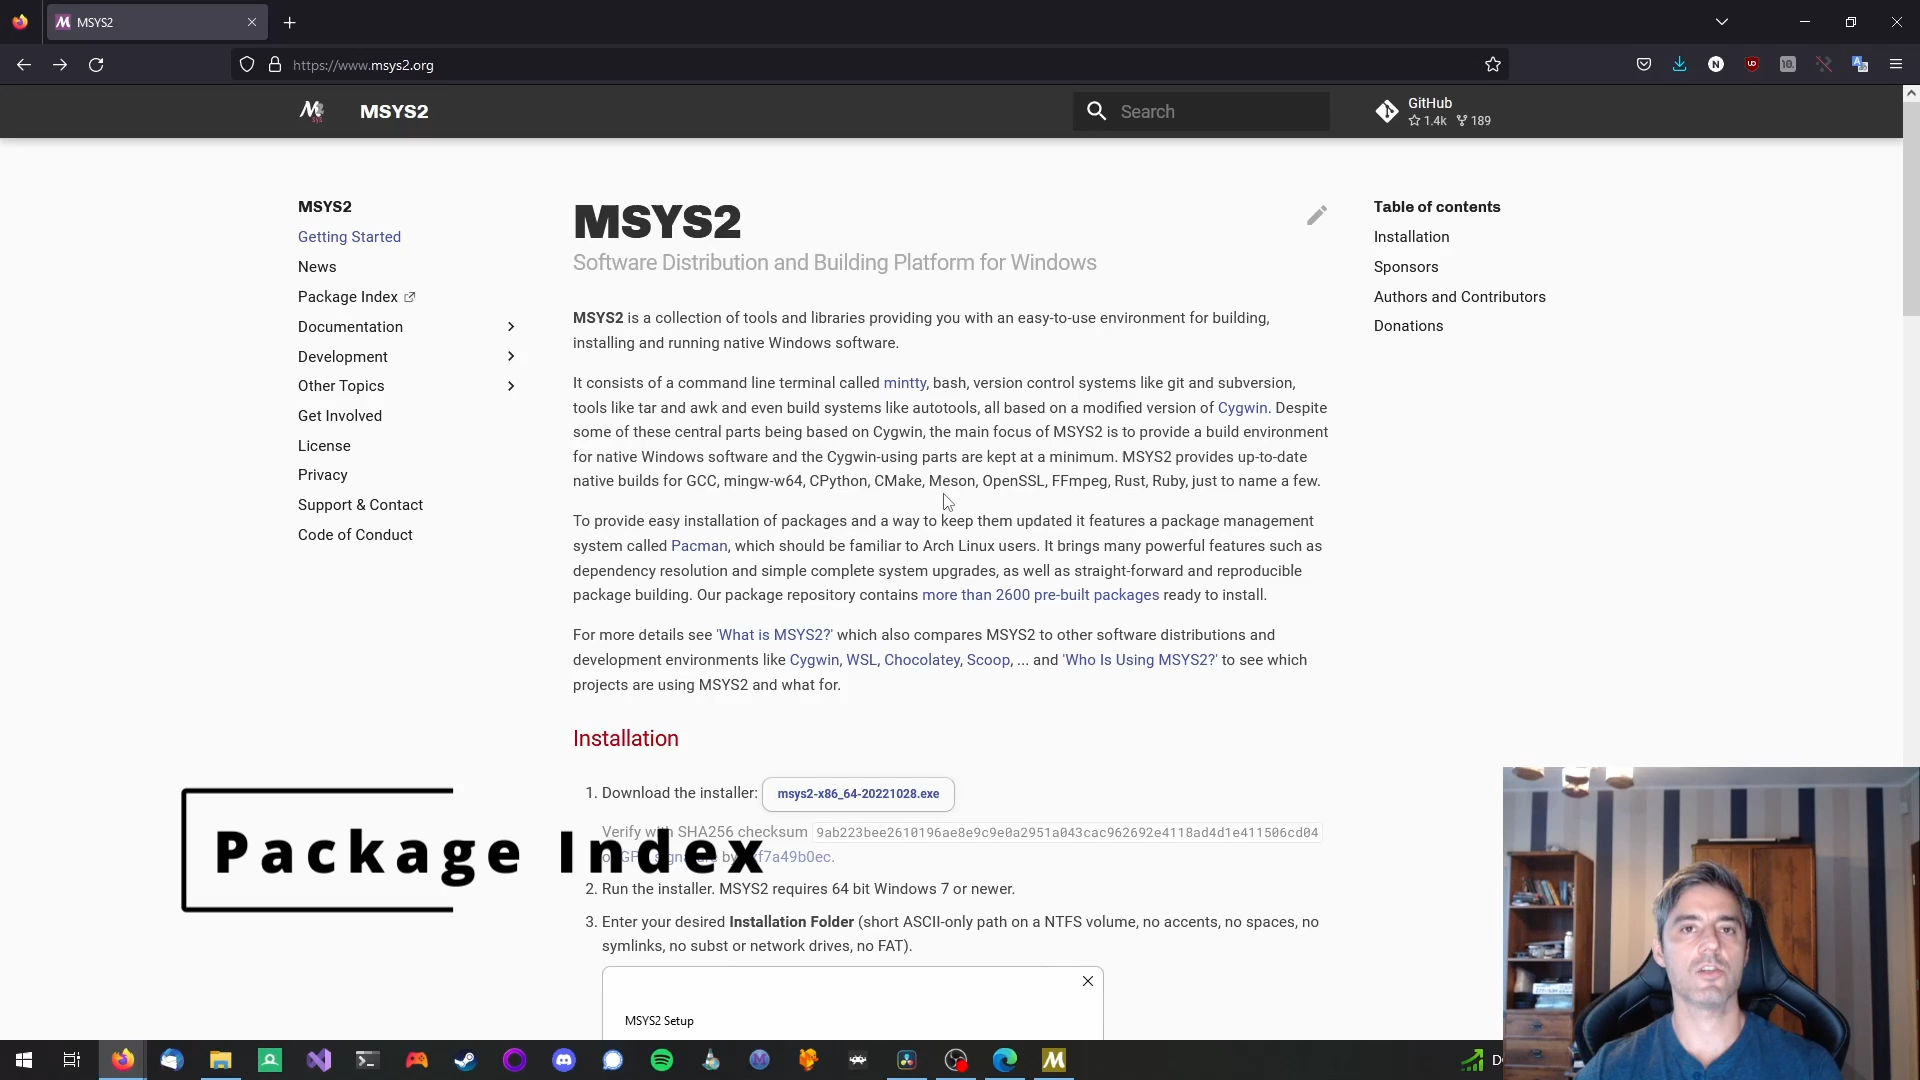 MSYS2
https://www.msys2.org
MSYS2
Search
GitHub
1.4k 189
MSYS2
Getting Started
News
Package Index
Documentation
Development
Other Topics
Get Involved
License
Privacy
Support & Contact
Code of Conduct
MSYS2
Software Distribution and Building Platform for Windows
MSYS2 is a collection of tools and libraries providing you with an easy-to-use environment for building,
installing and running native Windows software.
It consists of a command line terminal called mintty, bash, version control systems like git and subversion,
tools like tar and awk and even build systems like autotools, all based on a modified version of Cygwin. Despite
some of these central parts being based on Cygwin, the main focus of MSYS2 is to provide a build environment
for native Windows software and the Cygwin-using parts are kept at a minimum. MSYS2 provides up-to-date
native builds for GCC, mingw-w64, CPython, CMake, Meson, OpenSSL, FFmpeg, Rust, Ruby, just to name a few.
To provide easy installation of packages and a way to keep them updated it features a package management
system called Pacman, which should be familiar to Arch Linux users. It brings many powerful features such as
dependency resolution and simple complete system upgrades, as well as straight-forward and reproducible
package building. Our package repository contains more than 2600 pre-built packages ready to install.
For more details see 'What is MSYS2?' which also compares MSYS2 to other software distributions and
development environments like Cygwin, WSL, Chocolatey, Scoop, ... and 'Who Is Using MSYS2?' to see which
projects are using MSYS2 and what for.
Installation
1. Download the installer: msys2-x86_64-20221028.exe
Verify with SHA256 checksum 9ab223bee2610196ae8e9c9e0a2951a043cac962692e4118ad4d1e411506cd04
2. Run the installer. MSYS2 requires 64 bit Windows 7 or newer.
3. Enter your desired Installation Folder (short ASCII-only path on a NTFS volume, no accents, no spaces, no
symlinks, no subst or network drives, no FAT).
MSYS2 Setup
Table of contents
Installation
Sponsors
Authors and Contributors
Donations
Package Index